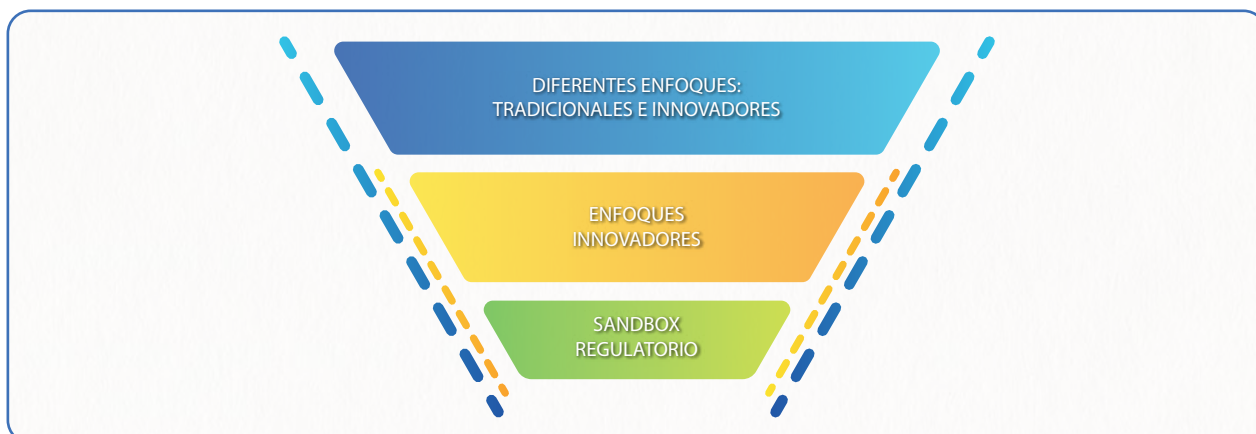 DIFERENTES ENFOQUES:
TRADICIONALES E INNOVADORES
ENFOQUES
INNOVADORES
SANDBOX
REGULATORIO